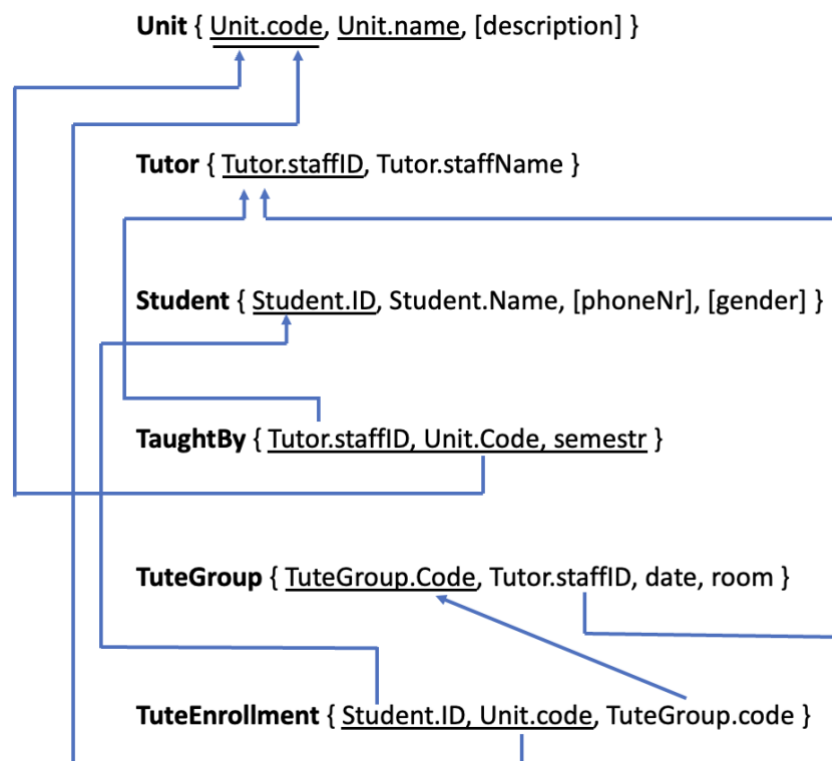 Unit { Unit.code, Unit.name, [description] }
Tutor { Tutor.staffID, Tutor.staffName }
Student { Student.ID, Student.Name, [phoneNr], [gender] }
TaughtBy { Tutor.staffID, Unit.Code, semestr }
TuteGroup { TuteGroup.Code, Tutor.staffID, date, room }
TuteEnrollment { Student.ID, Unit.code, TuteGroup.code }